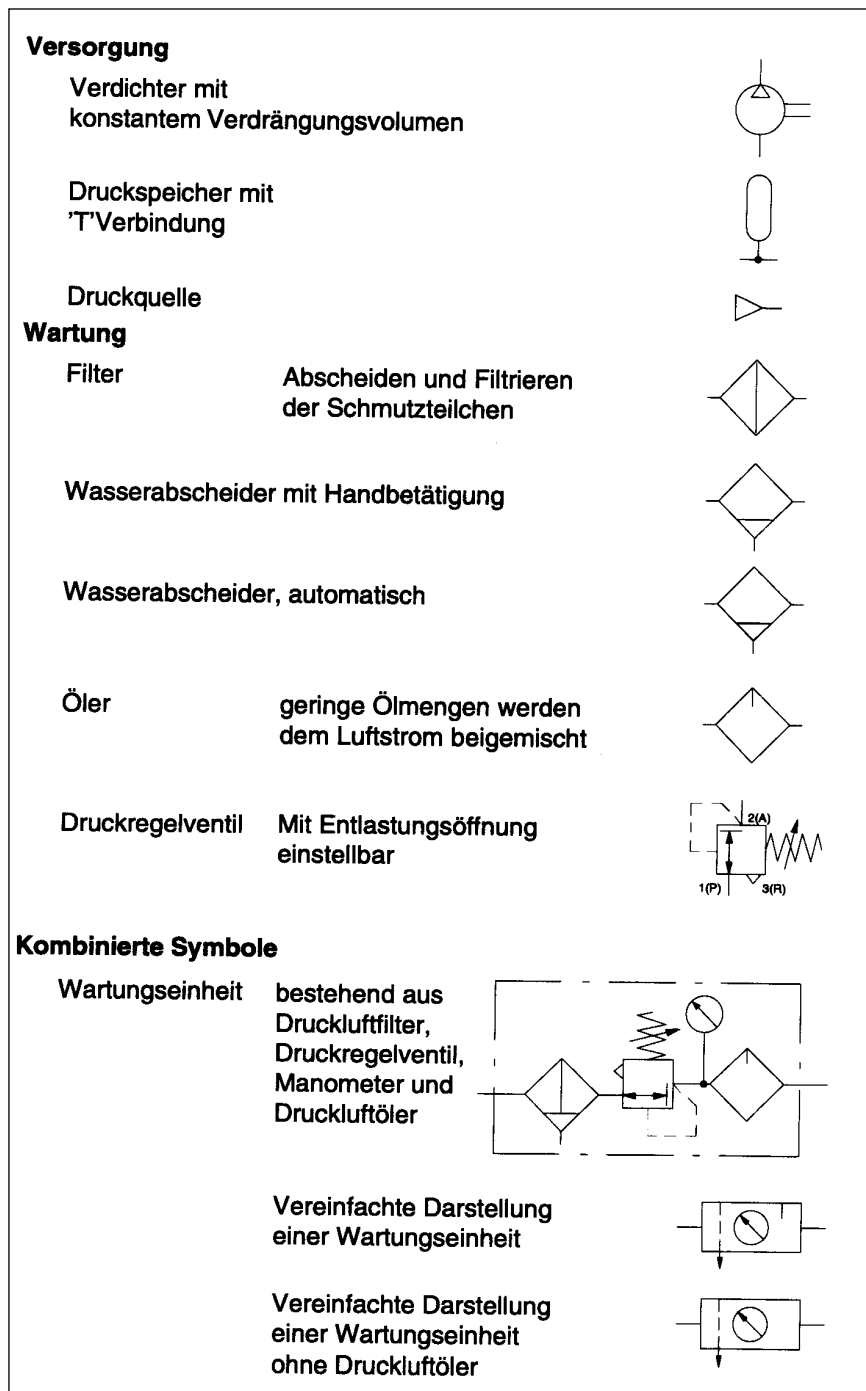 Versorgung
Verdichter mit
konstantem Verdrängungsvolumen
Druckspeicher mit
'T'Verbindung
Druckquelle
Wartung
Filter Abscheiden und Filtrieren
der Schmutzteilchen
Wasserabscheider mit Handbetätigung
Wasserabscheider, automatisch
Öler geringe Ölmengen werden
dem Luftstrom beigemischt
Druckregelventil Mit Entlastungsöffnung
einstellbar
2(A)
1(P) 3(R)
Kombinierte Symbole
Wartungseinheit bestehend aus
Druckluftfilter,
Druckregelventil,
Manometer und
Druckluftöler
Vereinfachte Darstellung
einer Wartungseinheit
Vereinfachte Darstellung
einer Wartungseinheit
ohne Druckluftöler